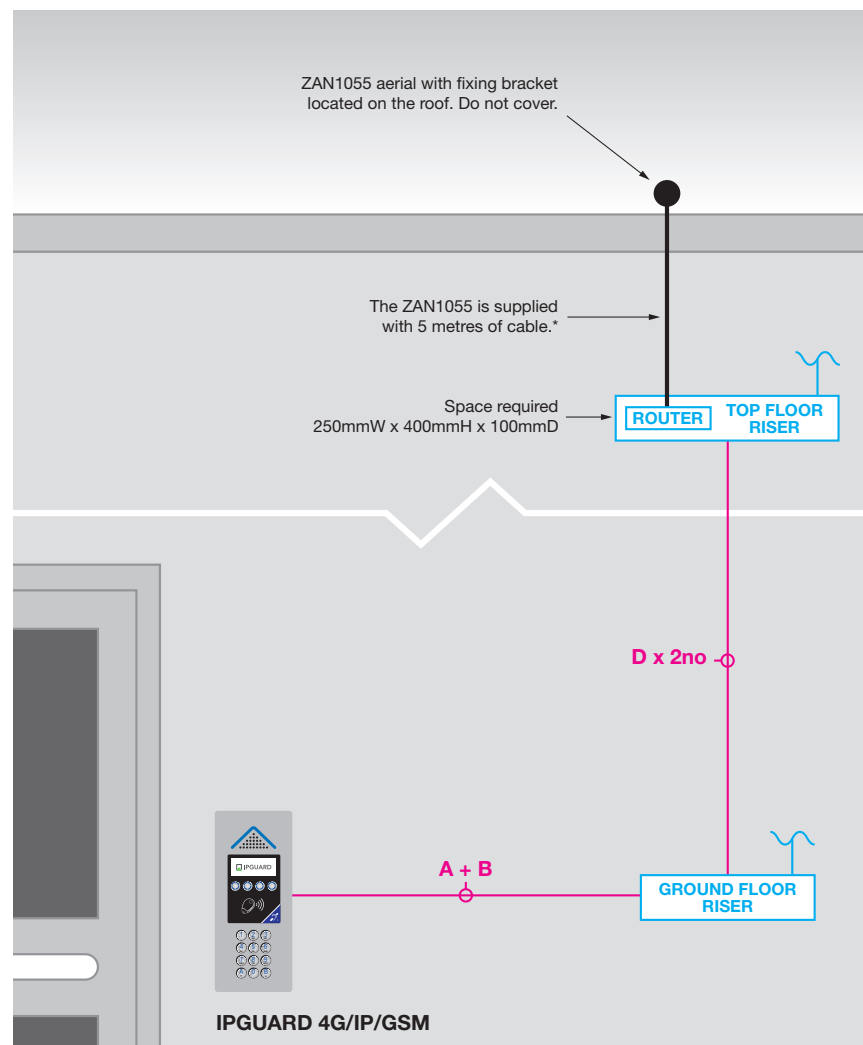 ZAN1055 aerial with fixing bracket
located on the roof. Do not cover.
The ZAN1055 is supplied
with 5 metres of cable.*
Space required
250mmW x 400mmH x 100mmD
ROUTER
TOP FLOOR
RISER
D x 2no
IPGUARD
A + B
GROUND FLOOR
RISER
IPGUARD 4G/IP/GSM